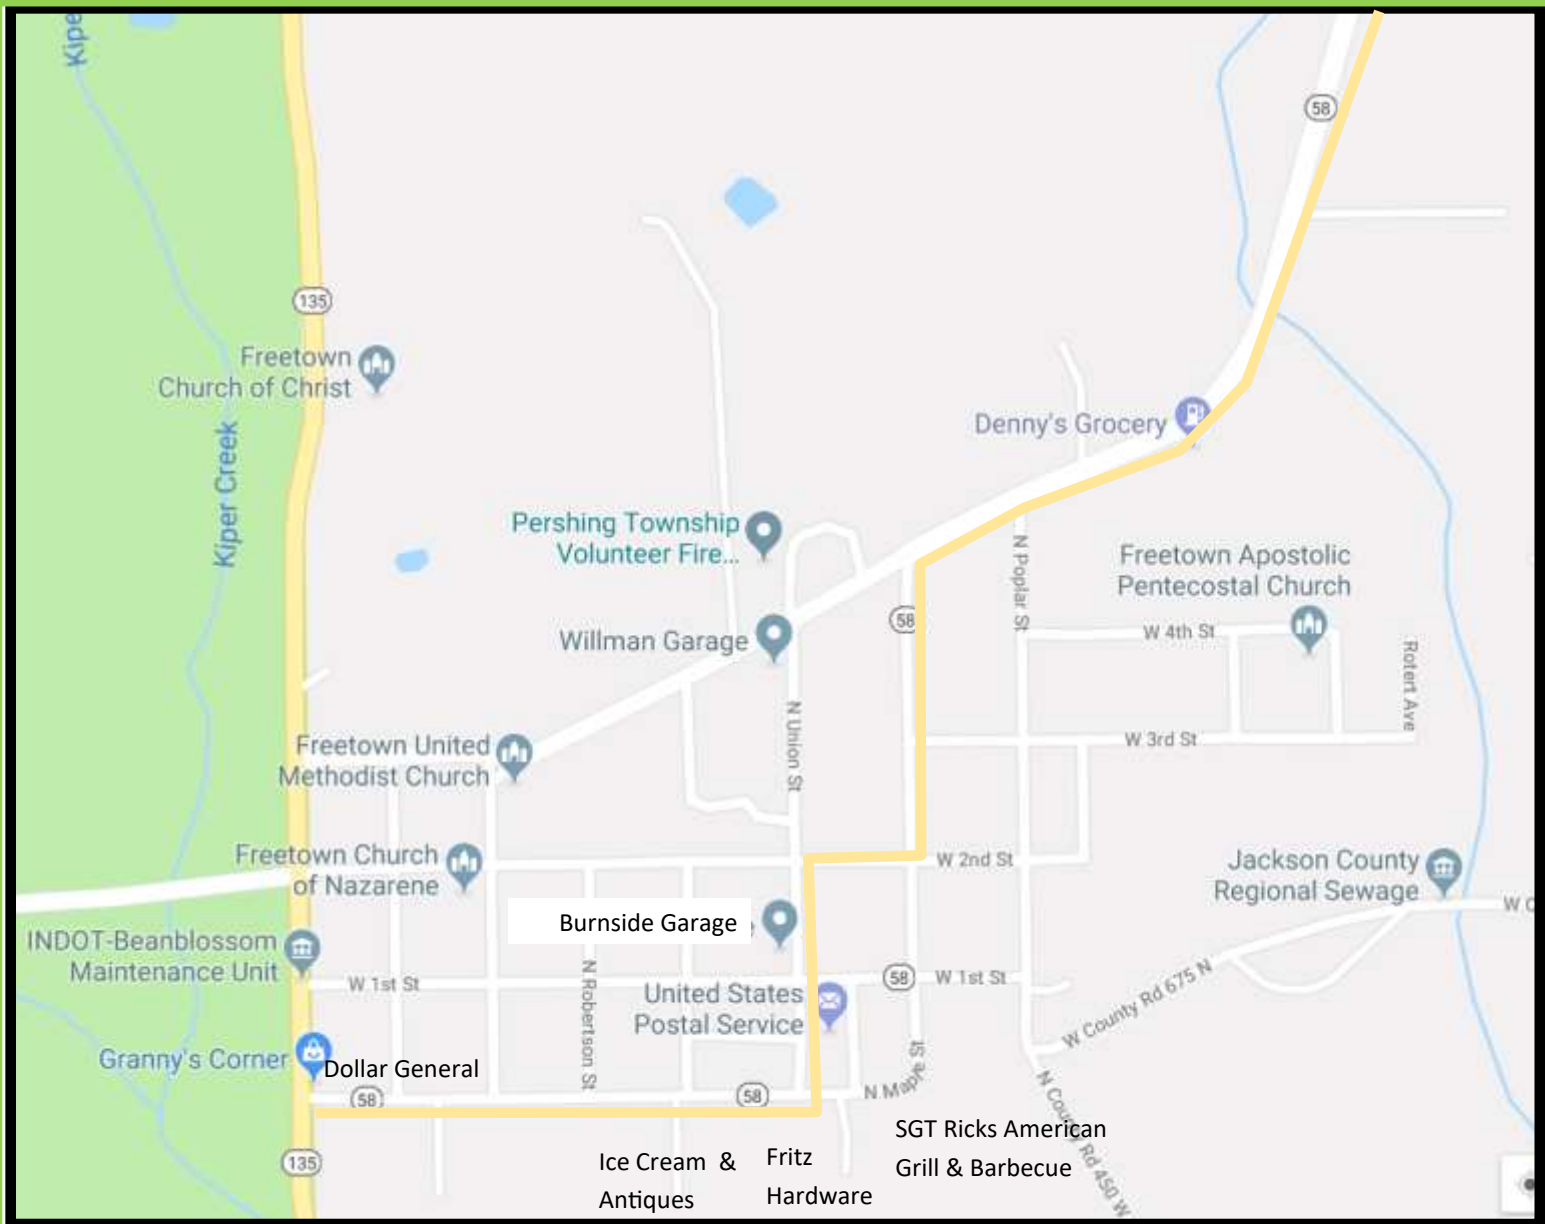 Kipe
58
135
Freetown
Church of Christ
Kiper Creek
Denny's Grocery
Pershing Township
Volunteer Fire...
N Poplar St
Freetown Apostolic
Pentecostal Church
58
W 4th St
Willman Garage
Rotert Ave
N Union St
W 3rd St
Freetown United
Methodist Church
Freetown Church
of Nazarene
W 2nd St
Jackson County
Regional Sewage
W C
Burnside Garage
INDOT-Beanblossom
Maintenance Unit
W 1st St
N Robertson St
58
W 1st St
United States
Postal Service
W County Rd 675 N
Granny's Corner
Dollar General
58
58
N Maple St
N County Rd 450 W
135
Ice Cream &
Antiques
Fritz
Hardware
SGT Ricks American
Grill & Barbecue